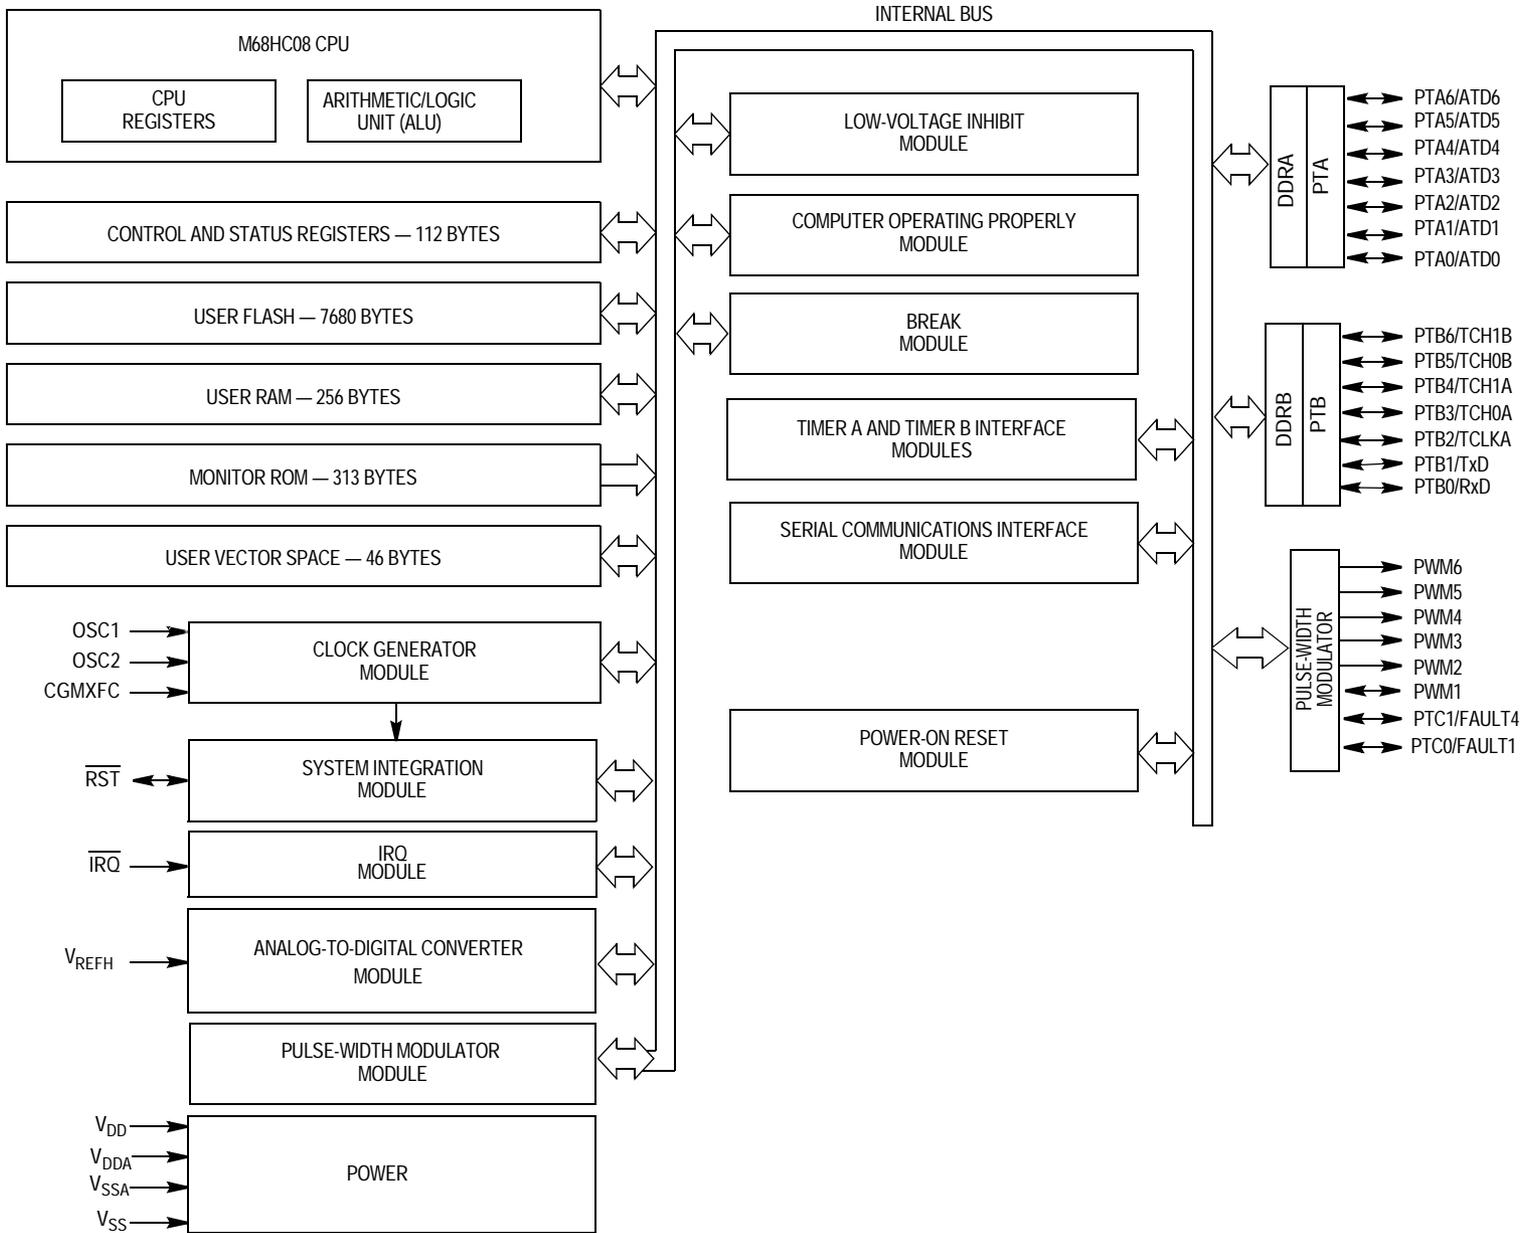 INTERNAL BUS
M68HC08 CPU
CPU
REGISTERS
ARITHMETIC/LOGIC
UNIT (ALU)
CONTROL AND STATUS REGISTERS — 112 BYTES
USER FLASH — 7680 BYTES
USER RAM — 256 BYTES
MONITOR ROM — 313 BYTES
USER VECTOR SPACE — 46 BYTES
OSC1
OSC2
CGMXFC
CLOCK GENERATOR
MODULE
RST
SYSTEM INTEGRATION
MODULE
IRQ
IRQ
MODULE
VREFH
ANALOG-TO-DIGITAL CONVERTER
MODULE
PULSE-WIDTH MODULATOR
MODULE
VDD
VDDA
VSSA
VSS
POWER
LOW-VOLTAGE INHIBIT
MODULE
COMPUTER OPERATING PROPERLY
MODULE
BREAK
MODULE
TIMER A AND TIMER B INTERFACE
MODULES
SERIAL COMMUNICATIONS INTERFACE
MODULE
POWER-ON RESET
MODULE
DDRA
PTA
PTA6/ATD6
PTA5/ATD5
PTA4/ATD4
PTA3/ATD3
PTA2/ATD2
PTA1/ATD1
PTA0/ATD0
DDRB
PTB
PTB6/TCH1B
PTB5/TCH0B
PTB4/TCH1A
PTB3/TCH0A
PTB2/TCLKA
PTB1/TxD
PTB0/RxD
PULSE-WIDTH
MODULATOR
PWM6
PWM5
PWM4
PWM3
PWM2
PWM1
PTC1/FAULT4
PTC0/FAULT1